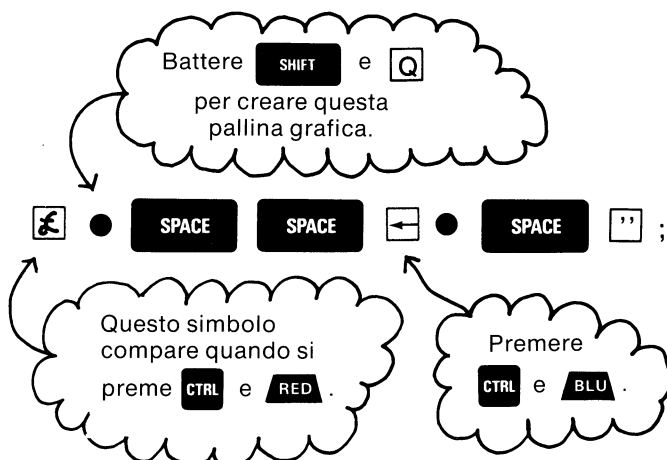 Battere SHIFT e Q
per creare questa
pallina grafica.
£ ● SPACE SPACE ← ● SPACE " ;
Questo simbolo
compare quando si
preme CTRL e RED .
Premere
CTRL e BLU .